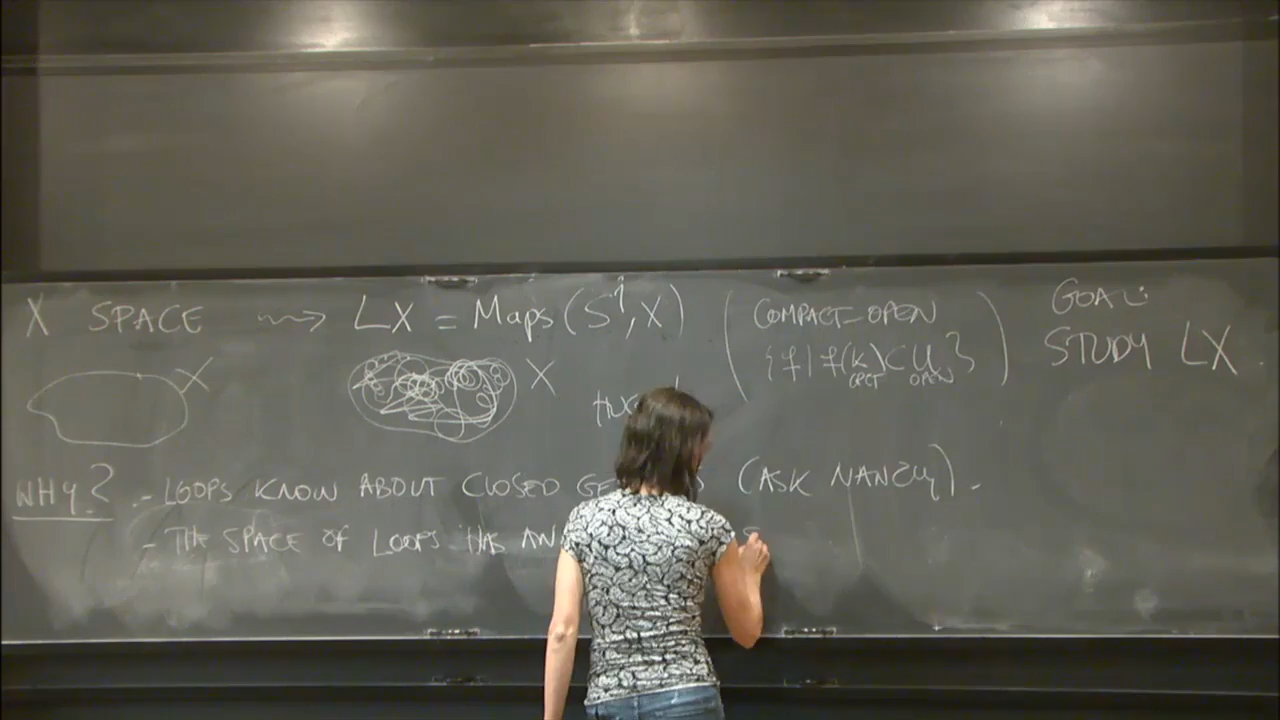 X SPACE ⇝ LX = Maps(S¹, X) ( COMPACT-OPEN
{f | f(K) ⊂ U}
CPCT OPEN )
GOAL:
STUDY LX.
X
X
WHY? - LOOPS KNOW ABOUT CLOSED (ASK NANCY).
- THE SPACE OF LOOPS HAS AN